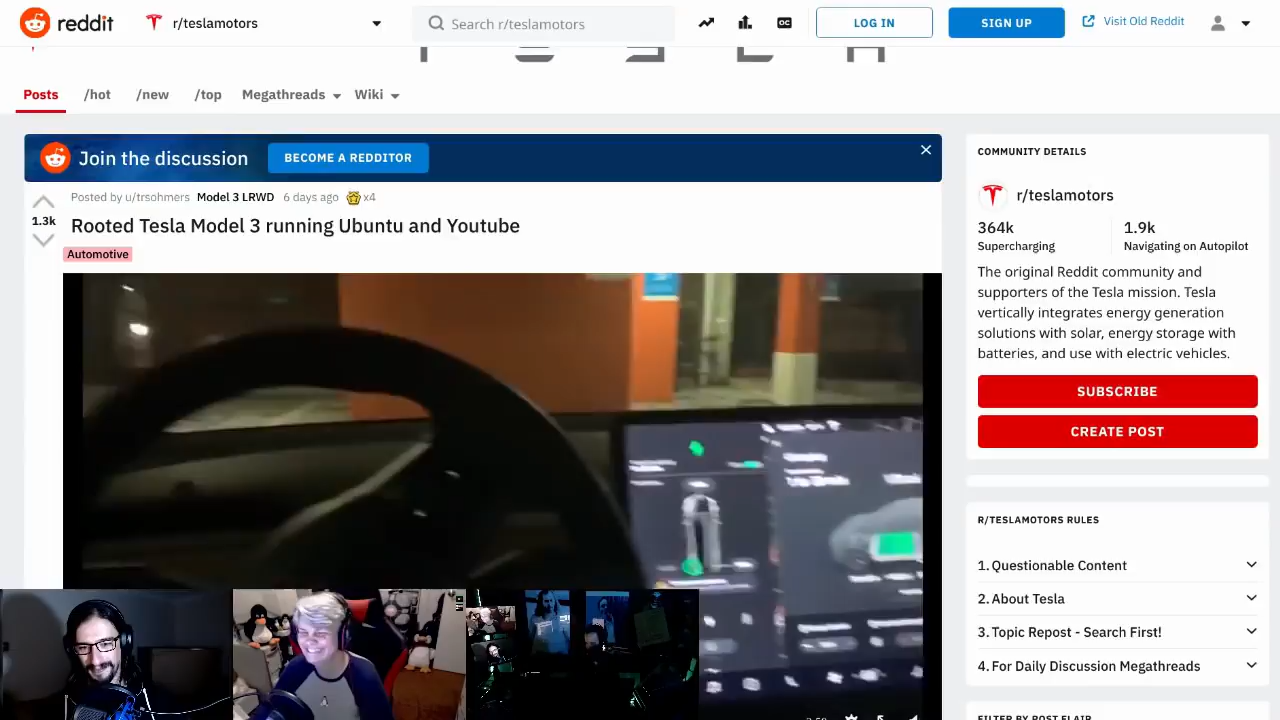 reddit
r/teslamotors
Search r/teslamotors
LOG IN
SIGN UP
Visit Old Reddit
Posts
/hot
/new
/top
Megathreads
Wiki
Join the discussion
BECOME A REDDITOR
Posted by u/trsohmers Model 3 LRWD 6 days ago x4
1.3k
Rooted Tesla Model 3 running Ubuntu and Youtube
Automotive
COMMUNITY DETAILS
r/teslamotors
364k
1.9k
Supercharging
Navigating on Autopilot
The original Reddit community and
supporters of the Tesla mission. Tesla
vertically integrates energy generation
solutions with solar, energy storage with
batteries, and use with electric vehicles.
SUBSCRIBE
CREATE POST
R/TESLAMOTORS RULES
1. Questionable Content
2. About Tesla
3. Topic Repost - Search First!
4. For Daily Discussion Megathreads
FILTER BY POST FLAIR